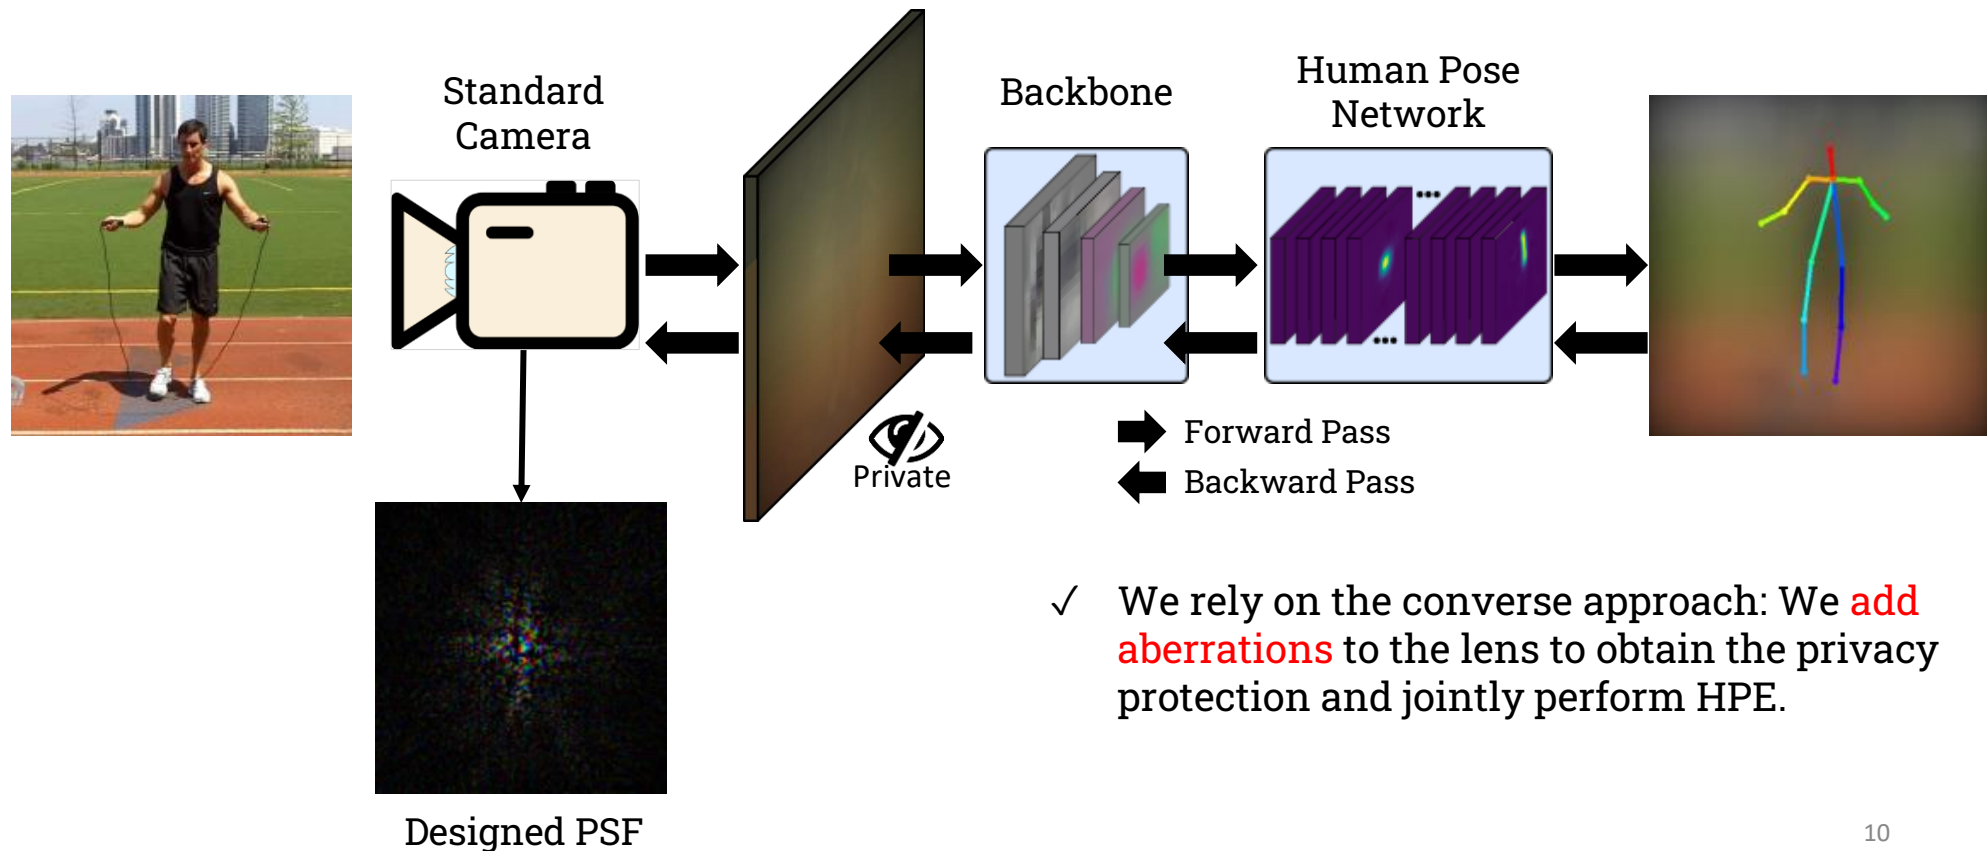 Standard
Camera
Backbone
Human Pose
Network
Private
Forward Pass
Backward Pass
Designed PSF
✓ We rely on the converse approach: We add
aberrations to the lens to obtain the privacy
protection and jointly perform HPE.
10